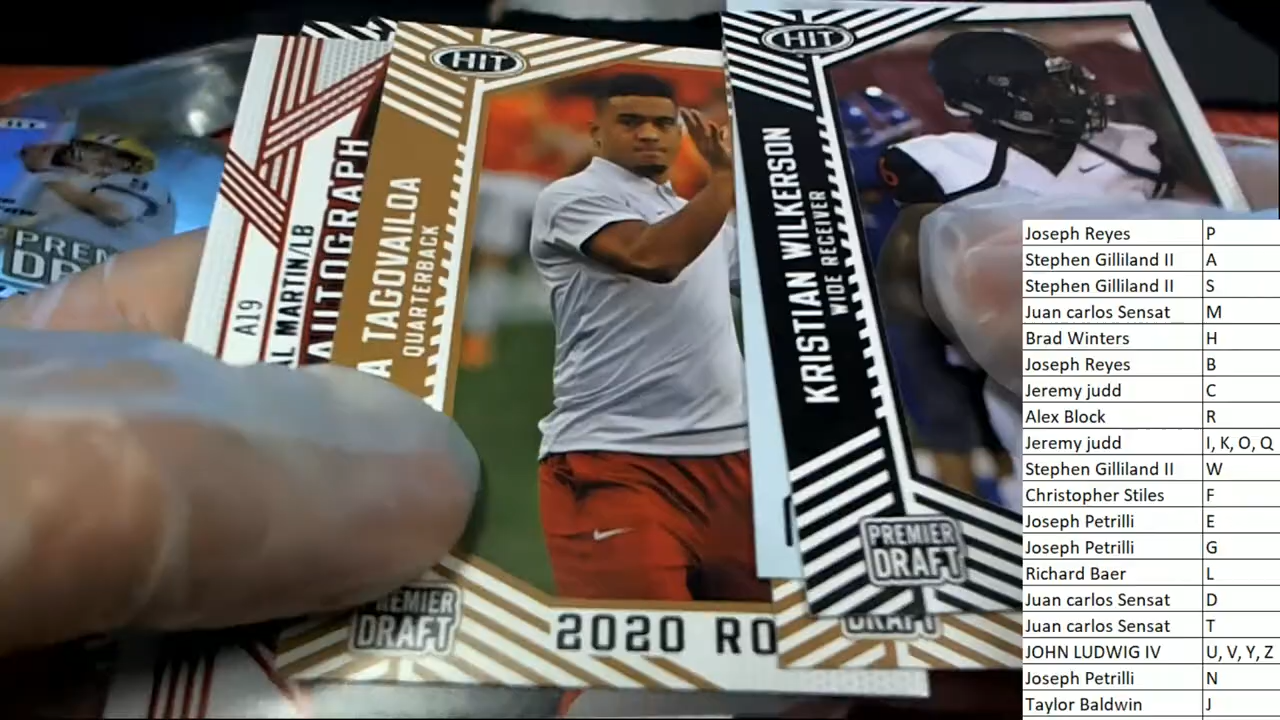 HIT
PREM
DR
A19
AL MARTIN/LB
AUTOGRAPH
HIT
A TAGOVAILOA
QUARTERBACK
PREMIER
DRAFT
2020 RO
HIT
KRISTIAN WILKERSON
WIDE RECEIVER
PREMIER
DRAFT
DRAFT
Joseph Reyes P
Stephen Gilliland II A
Stephen Gilliland II S
Juan carlos Sensat M
Brad Winters H
Joseph Reyes B
Jeremy judd C
Alex Block R
Jeremy judd I, K, O, Q
Stephen Gilliland II W
Christopher Stiles F
Joseph Petrilli E
Joseph Petrilli G
Richard Baer L
Juan carlos Sensat D
Juan carlos Sensat T
JOHN LUDWIG IV U, V, Y, Z
Joseph Petrilli N
Taylor Baldwin J